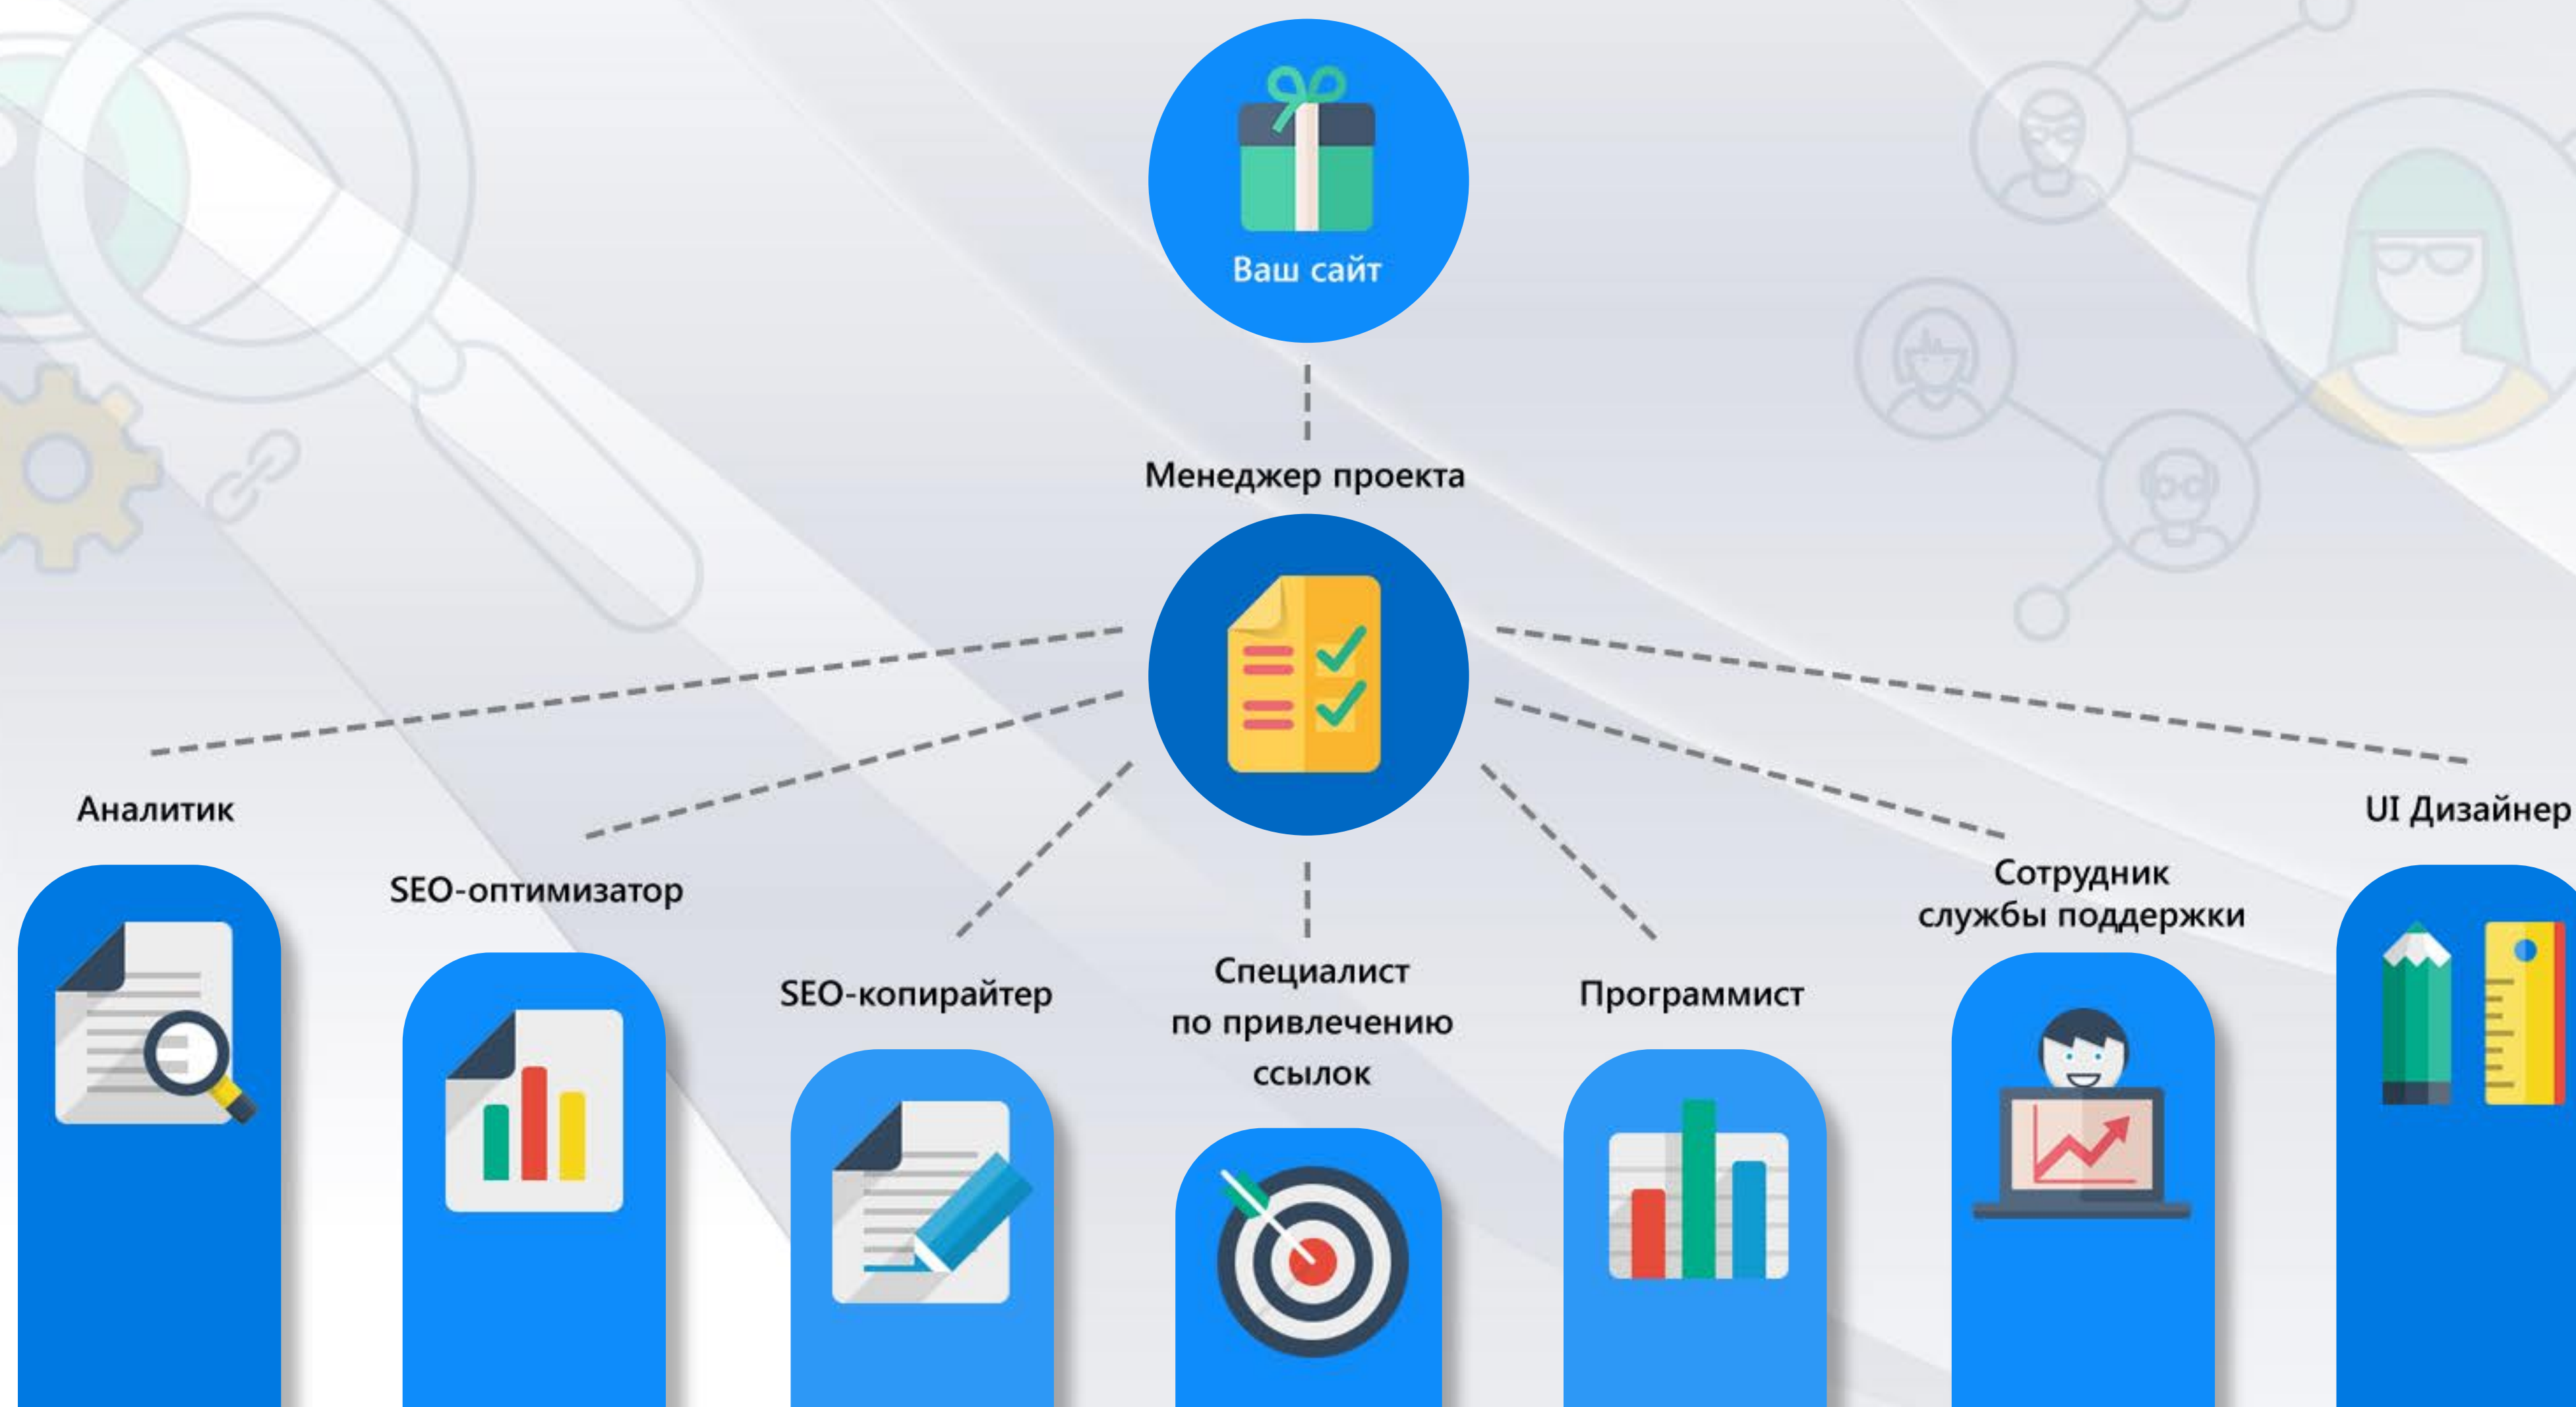 Ваш сайт
Менеджер проекта
Аналитик
SEO-оптимизатор
SEO-копирайтер
Специалист
по привлечению
ссылок
Программист
Сотрудник
службы поддержки
UI Дизайнер